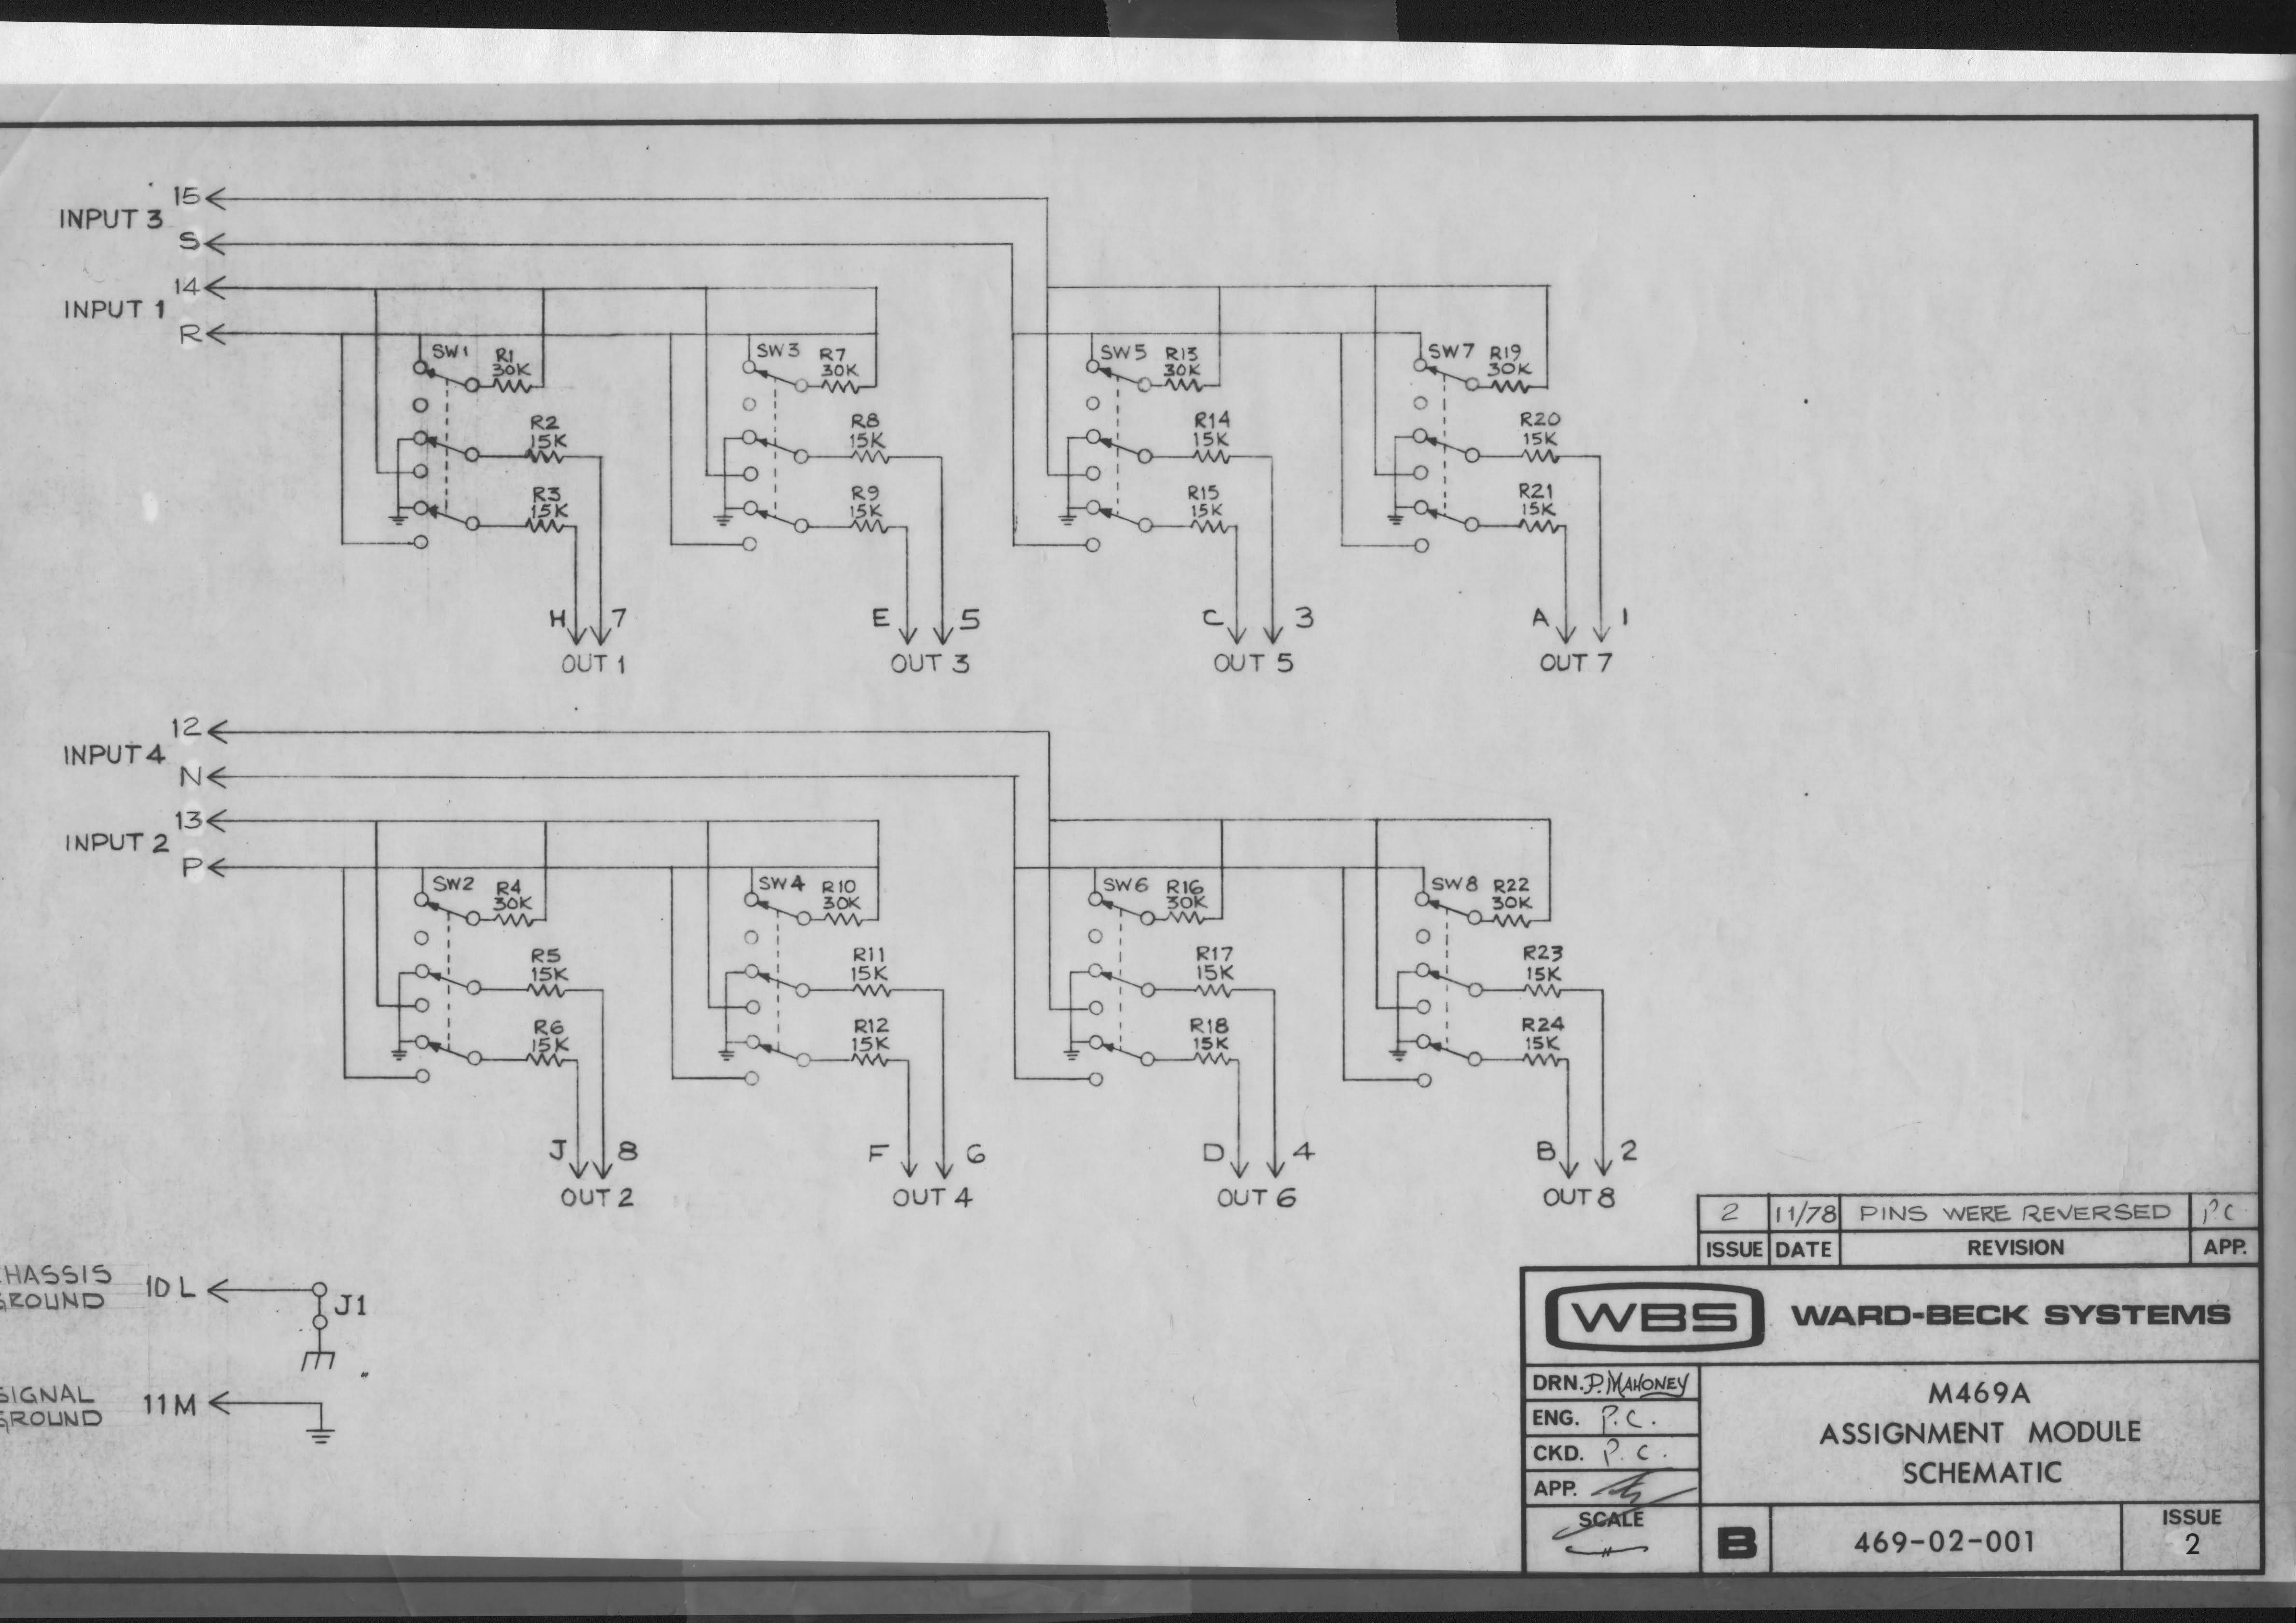 15
INPUT 3
S
14
INPUT 1
R
SW1 R1 30K
R2 15K
R3 15K
SW3 R7 30K
R8 15K
R9 15K
SW5 R13 30K
R14 15K
R15 15K
SW7 R19 30K
R20 15K
R21 15K
H 7
OUT 1
E 5
OUT 3
C 3
OUT 5
A 1
OUT 7
12
INPUT 4
N
13
INPUT 2
P
SW2 R4 30K
R5 15K
R6 15K
SW4 R10 30K
R11 15K
R12 15K
SW6 R16 30K
R17 15K
R18 15K
SW8 R22 30K
R23 15K
R24 15K
J 8
OUT 2
F 6
OUT 4
D 4
OUT 6
B 2
OUT 8
HASSIS
GROUND
10 L
J1
SIGNAL
GROUND
11 M
2 11/78 PINS WERE REVERSED P.C
ISSUE DATE REVISION APP.
WBS WARD-BECK SYSTEMS
DRN. P. MAHONEY
ENG. P.C.
CKD. P.C.
APP.
SCALE
M469A
ASSIGNMENT MODULE
SCHEMATIC
B
469-02-001
ISSUE
2